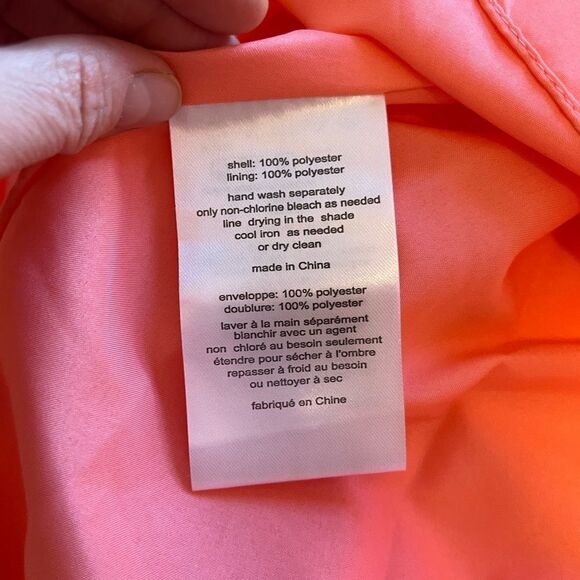 shell: 100% polyester
lining: 100% polyester
hand wash separately
only non-chlorine bleach as needed
line drying in the shade
cool iron as needed
or dry clean
made in China
enveloppe: 100% polyester
doublure: 100% polyester
laver à la main séparément
blanchir avec un agent
non chloré au besoin seulement
étendre pour sécher à l'ombre
repasser à froid au besoin
ou nettoyer à sec
fabriqué en Chine